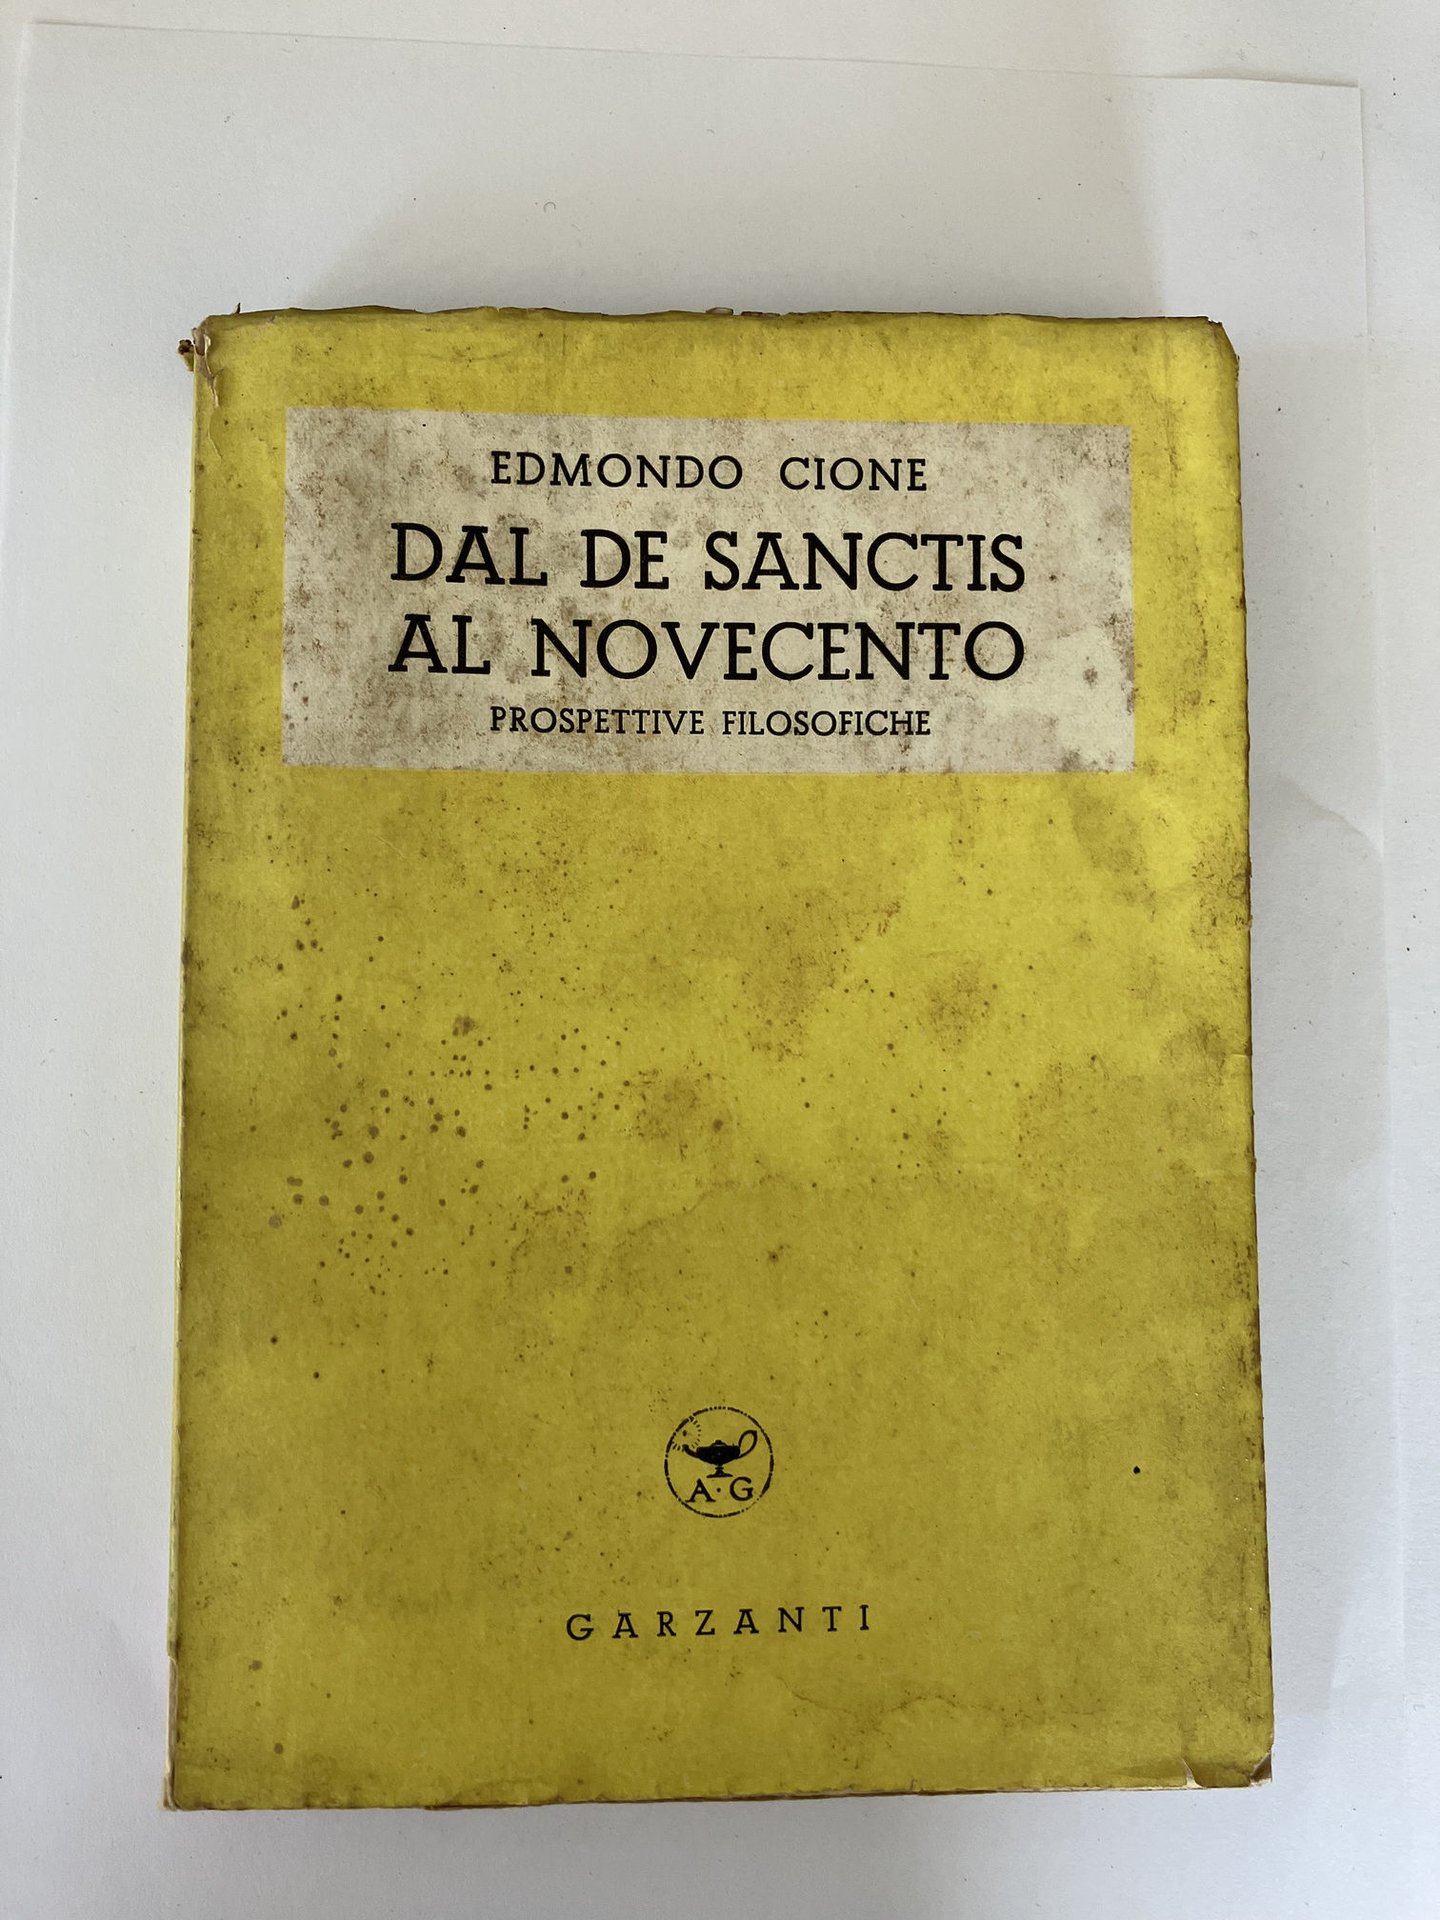 EDMONDO CIONE
DAL DE SANCTIS
AL NOVECENTO
PROSPETTIVE FILOSOFICHE
A·G
GARZANTI